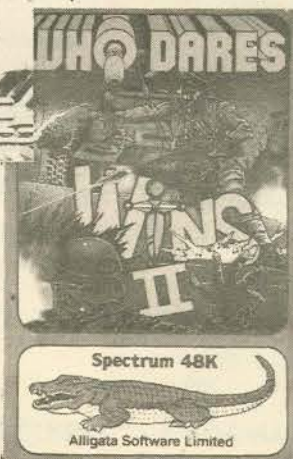 WHO DARES
WINS
II
Spectrum 48K
Alligata Software Limited